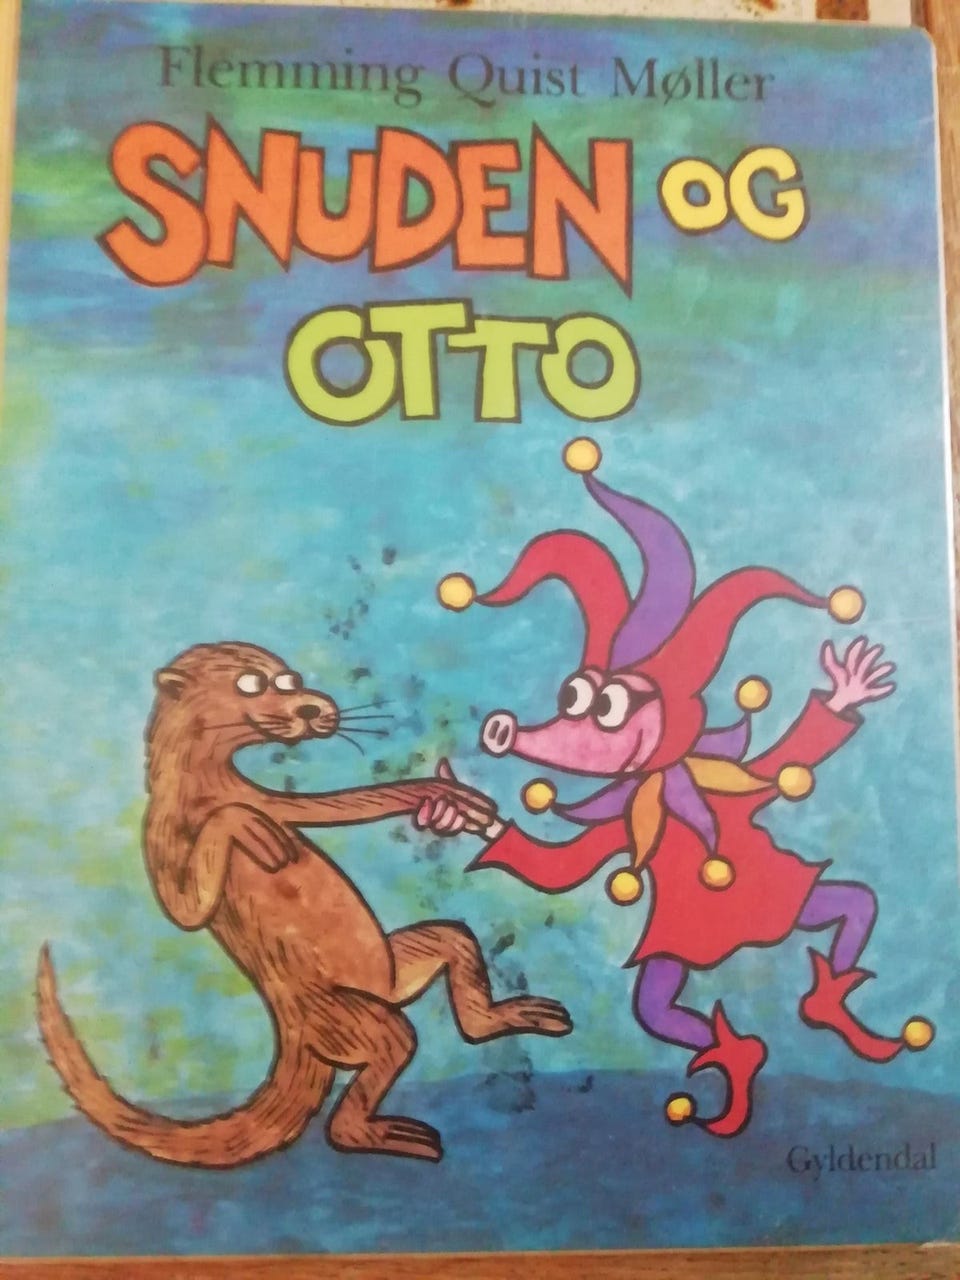 Flemming Quist Møller
SNUDEN OG
OTTO
Gyldendal